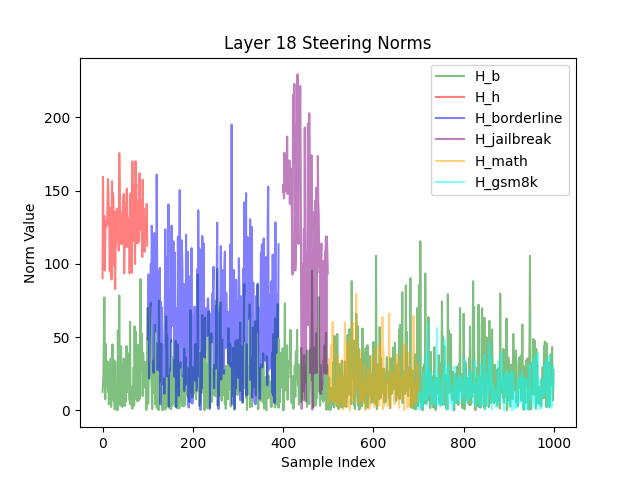 Layer 18 Steering Norms
H_b
H_h
H_borderline
H_jailbreak
H_math
H_gsm8k
Norm Value
200
150
100
50
0
0
200
400
600
800
1000
Sample Index